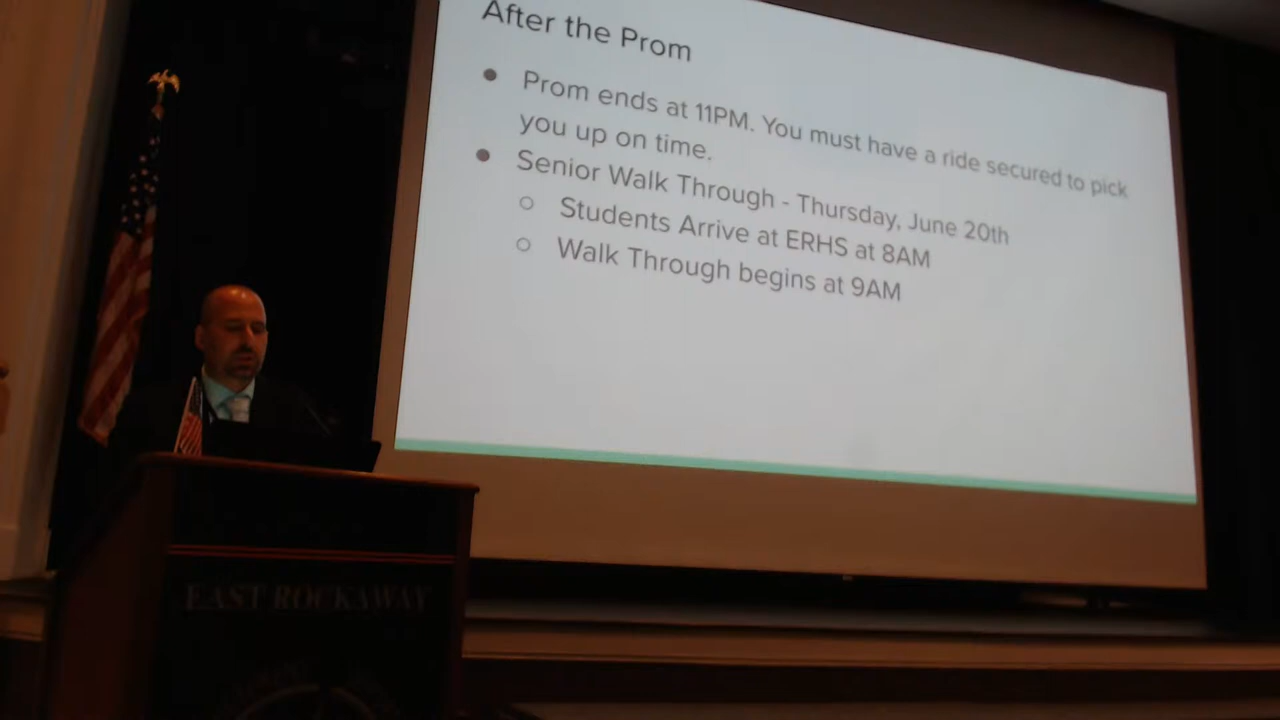 After the Prom
Prom ends at 11PM. You must have a ride secured to pick
you up on time.
Senior Walk Through - Thursday, June 20th
Students Arrive at ERHS at 8AM
Walk Through begins at 9AM
EAST ROCKAWAY